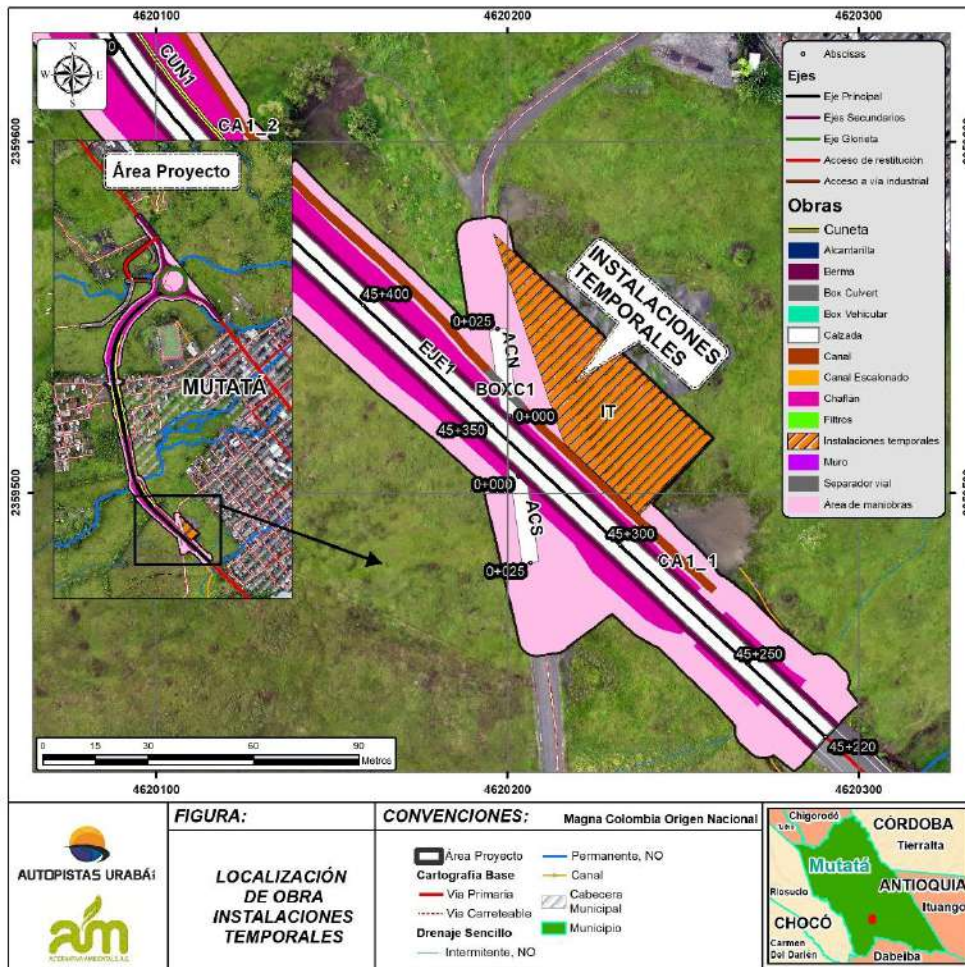 4620100
4620200
4620300
2359600
2359500
N
W
E
S
CUN1
CA1_2
Área Proyecto
MUTATÁ
45+400
0+025
ACN
EJE1
BOXC1
0+000
45+350
0+000
ACS
0+025
IT
45+300
CA1_1
45+250
45+220
INSTALACIONES
TEMPORALES
Abscisas
Ejes
Eje Principal
Ejes Secundarios
Eje Glorieta
Acceso de restitución
Acceso a vía industrial
Obras
Cuneta
Alcantarilla
Berma
Box Culvert
Box Vehicular
Calzada
Canal
Canal Escalonado
Chaflán
Filtros
Instalaciones temporales
Muro
Separador vial
Área de maniobras
0 15 30 60 90
Metros
4620100
4620200
4620300
AUTOPISTAS URABÁ
am
FIGURA:
LOCALIZACIÓN
DE OBRA
INSTALACIONES
TEMPORALES
CONVENCIONES:
Magna Colombia Origen Nacional
Área Proyecto
Cartografía Base
Vía Primaria
Vía Carreteable
Drenaje Sencillo
Intermitente, NO
Permanente, NO
Canal
Cabecera
Municipal
Municipio
Chigorodó
CÓRDOBA
Tierralta
Mutatá
Riosucio
ANTIOQUIA
Ituango
CHOCÓ
Carmen
Del Darién
Dabeiba